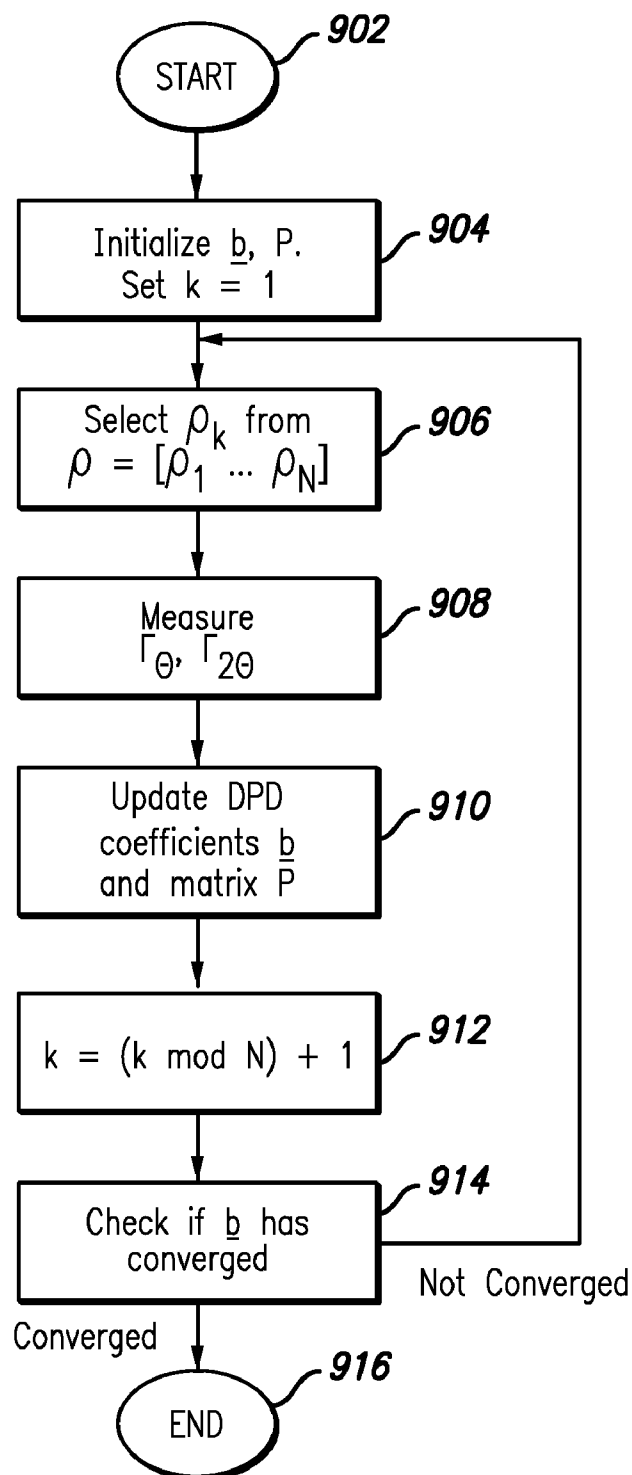 902
START
904
Initialize b, P.
Set k = 1
906
Select ρk from
ρ = [ρ1 ... ρN]
908
Measure
ΓΘ, Γ2Θ
910
Update DPD
coefficients b
and matrix P
912
k = (k mod N) + 1
914
Check if b has
converged
Not Converged
Converged
916
END